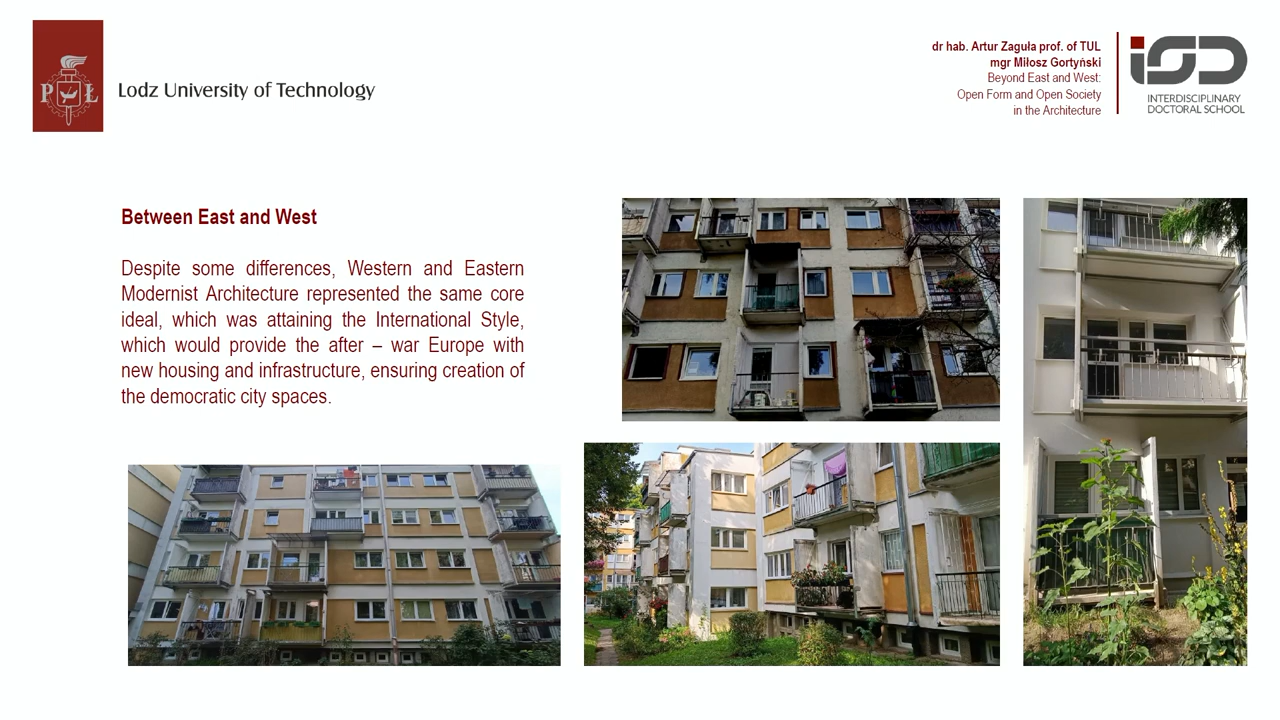 P Ł
Lodz University of Technology
dr hab. Artur Zaguła prof. of TUL
mgr Miłosz Gortyński
Beyond East and West:
Open Form and Open Society
in the Architecture
INTERDISCIPLINARY
DOCTORAL SCHOOL
Between East and West
Despite some differences, Western and Eastern
Modernist Architecture represented the same core
ideal, which was attaining the International Style,
which would provide the after – war Europe with
new housing and infrastructure, ensuring creation of
the democratic city spaces.